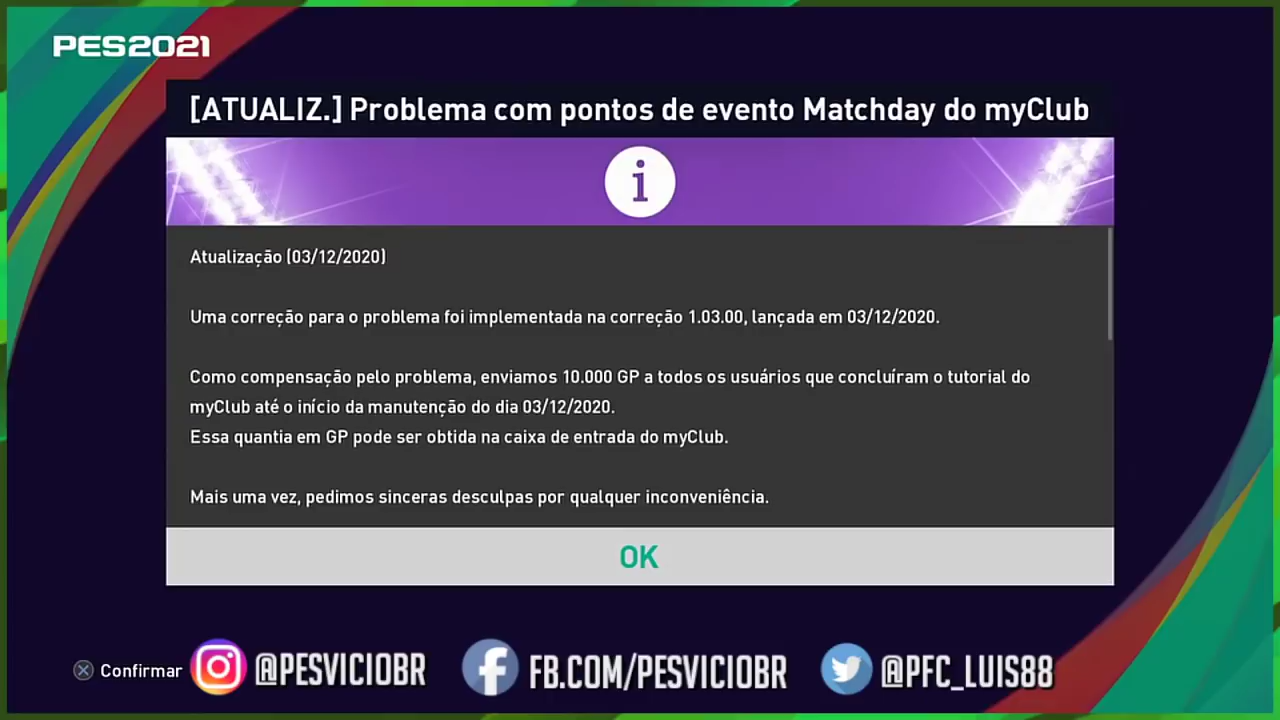 PES2021
[ATUALIZ.] Problema com pontos de evento Matchday do myClub
i
Atualização (03/12/2020)
Uma correção para o problema foi implementada na correção 1.03.00, lançada em 03/12/2020.
Como compensação pelo problema, enviamos 10.000 GP a todos os usuários que concluíram o tutorial do
myClub até o início da manutenção do dia 03/12/2020.
Essa quantia em GP pode ser obtida na caixa de entrada do myClub.
Mais uma vez, pedimos sinceras desculpas por qualquer inconveniência.
OK
Confirmar @PESVICIOBR FB.COM/PESVICIOBR @PFC_LUIS88